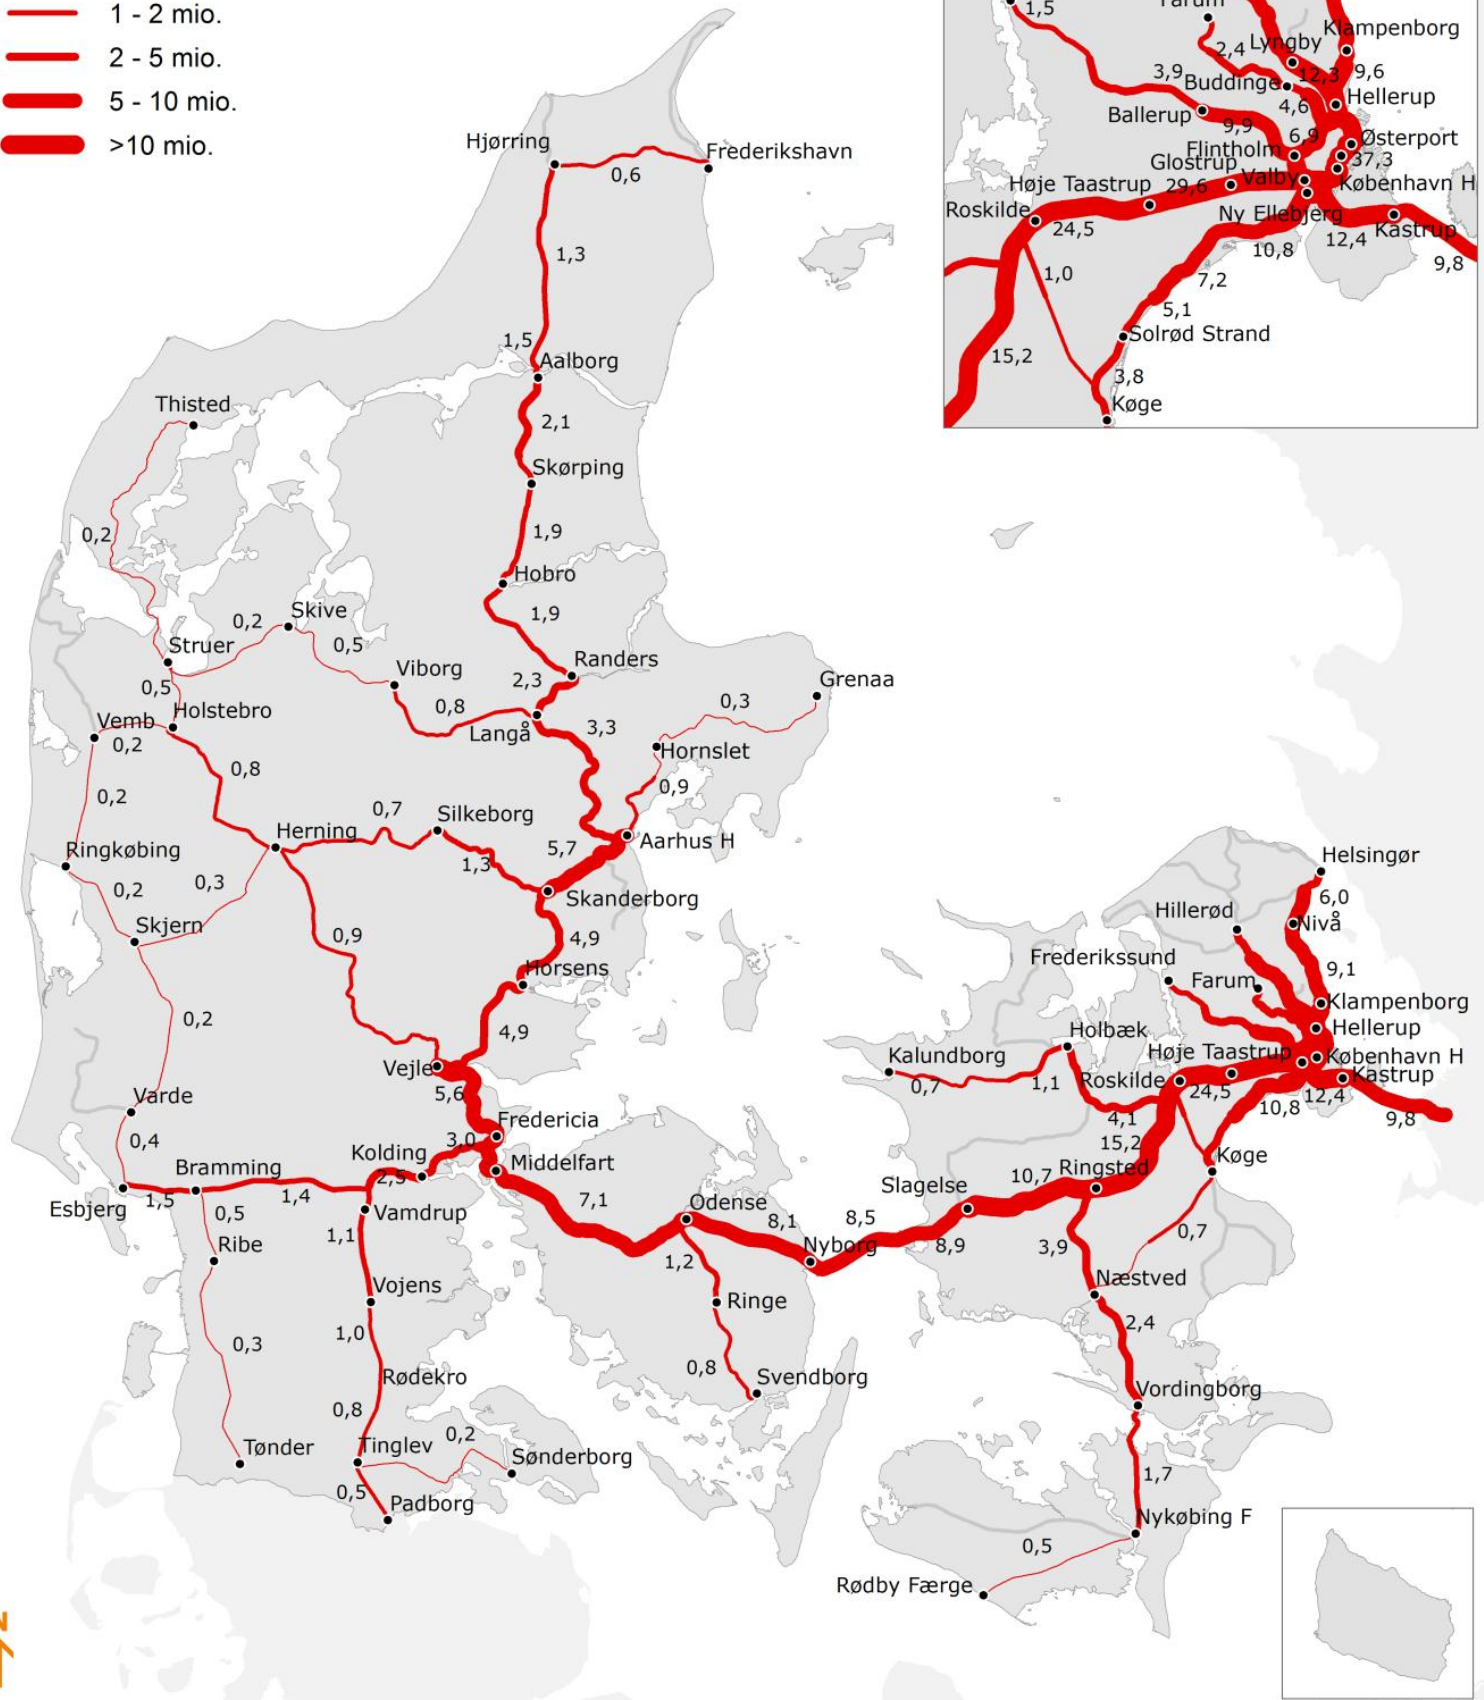 1 - 2 mio.
2 - 5 mio.
5 - 10 mio.
>10 mio.
1,5
Farum
2,4
Lyngby
Klampenborg
12,3
9,6
3,9
Buddinge
4,6
Hellerup
Ballerup
9,9
6,9
Østerport
Flintholm
37,3
Glostrup
Valby
København H
Høje Taastrup
29,6
Roskilde
24,5
Ny Ellebjerg
12,4
Kastrup
10,8
9,8
1,0
7,2
5,1
Solrød Strand
15,2
3,8
Køge
Hjørring
Frederikshavn
0,6
1,3
1,5
Aalborg
Thisted
2,1
Skørping
0,2
1,9
Hobro
1,9
0,2
Skive
Struer
0,5
Viborg
Randers
2,3
Grenaa
0,5
Holstebro
0,8
Langå
3,3
0,3
Vemb
0,2
Hornslet
0,8
0,9
0,2
0,7
Silkeborg
Herning
5,7
Aarhus H
Ringkøbing
1,3
0,2
0,3
Skanderborg
Skjern
0,9
4,9
Horsens
0,2
4,9
Vejle
5,6
Varde
Fredericia
0,4
3,0
Kolding
Middelfart
Bramming
2,5
Esbjerg
1,5
1,4
7,1
Odense
0,5
Vamdrup
8,1
8,5
Ribe
1,1
Nyborg
1,2
Vojens
Ringe
0,3
1,0
Rødekro
0,8
Svendborg
0,8
Tønder
Tinglev
0,2
Sønderborg
0,5
Padborg
Helsingør
6,0
Hillerød
Nivå
Frederikssund
Farum
9,1
Klampenborg
Holbæk
Hellerup
Kalundborg
Høje Taastrup
København H
0,7
1,1
Roskilde
24,5
Kastrup
4,1
10,8
12,4
9,8
15,2
Køge
10,7
Ringsted
Slagelse
8,9
3,9
0,7
Næstved
2,4
Vordingborg
1,7
Nykøbing F
0,5
Rødby Færge
N